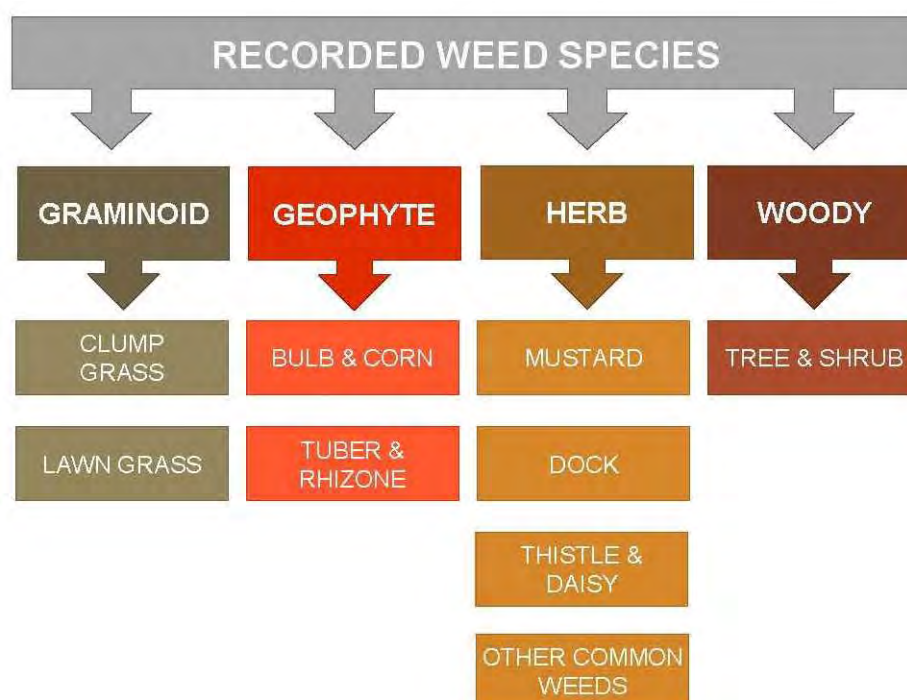 RECORDED WEED SPECIES
GRAMINOID
GEOPHYTE
HERB
WOODY
CLUMP
GRASS
BULB & CORN
MUSTARD
TREE & SHRUB
LAWN GRASS
TUBER &
RHIZONE
DOCK
THISTLE &
DAISY
OTHER COMMON
WEEDS